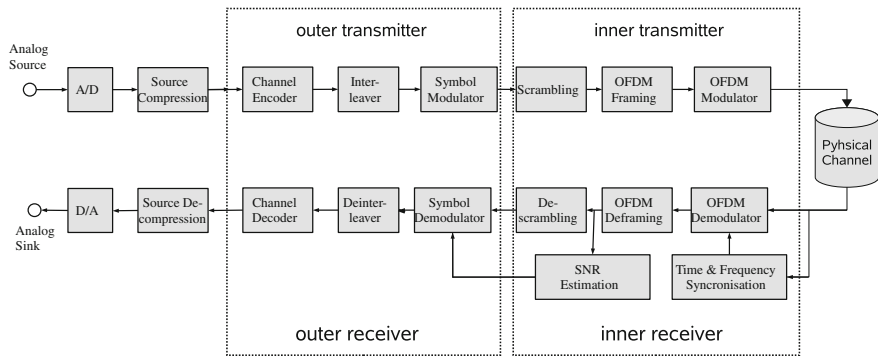 outer transmitter
inner transmitter
Analog
Source
A/D
Source
Compression
Channel
Encoder
Inter-
leaver
Symbol
Modulator
Scrambling
OFDM
Framing
OFDM
Modulator
Pyhsical
Channel
D/A
Source De-
compression
Channel
Decoder
Deinter-
leaver
Symbol
Demodulator
De-
scrambling
OFDM
Deframing
OFDM
Demodulator
Analog
Sink
SNR
Estimation
Time & Frequency
Syncronisation
outer receiver
inner receiver